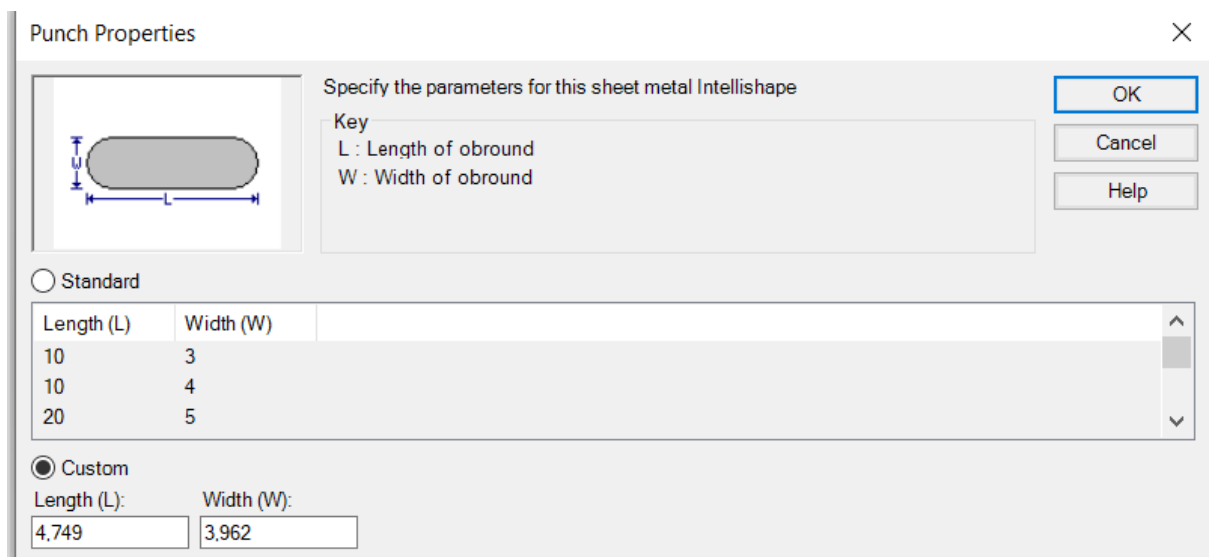 Punch Properties
Specify the parameters for this sheet metal Intellishape
OK
Key
L : Length of obround
W : Width of obround
Cancel
Help
W
L
Standard
Length (L) Width (W)
10 3
10 4
20 5
Custom
Length (L): Width (W):
4,749 3,962